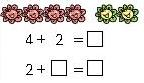 4 + 2 = □
2 + □ = □